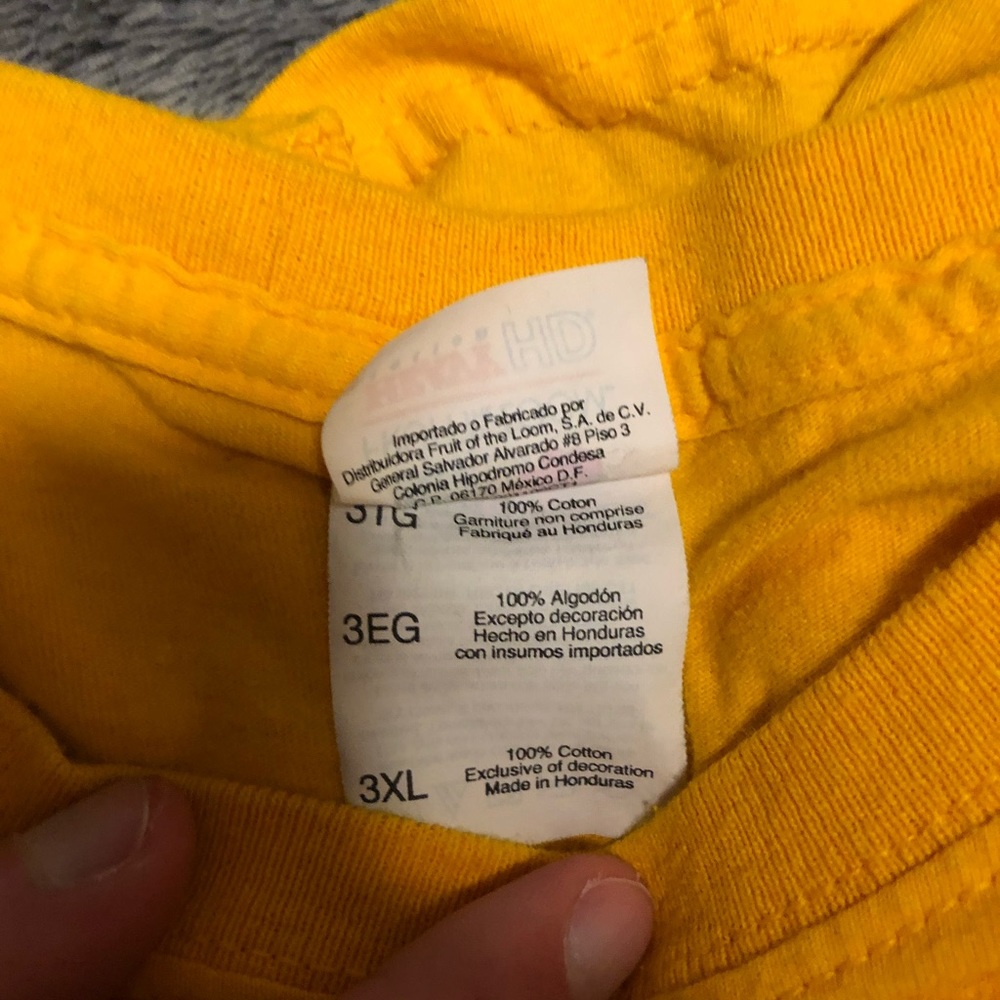 HD
Importado o Fabricado por
Distribuidora Fruit of the Loom, S.A. de C.V.
General Salvador Alvarado #8 Piso 3
Colonia Hipodromo Condesa
C.P. 06170 México D.F.
3TG
100% Coton
Garniture non comprise
Fabriqué au Honduras
3EG
100% Algodón
Excepto decoración
Hecho en Honduras
con insumos importados
3XL
100% Cotton
Exclusive of decoration
Made in Honduras